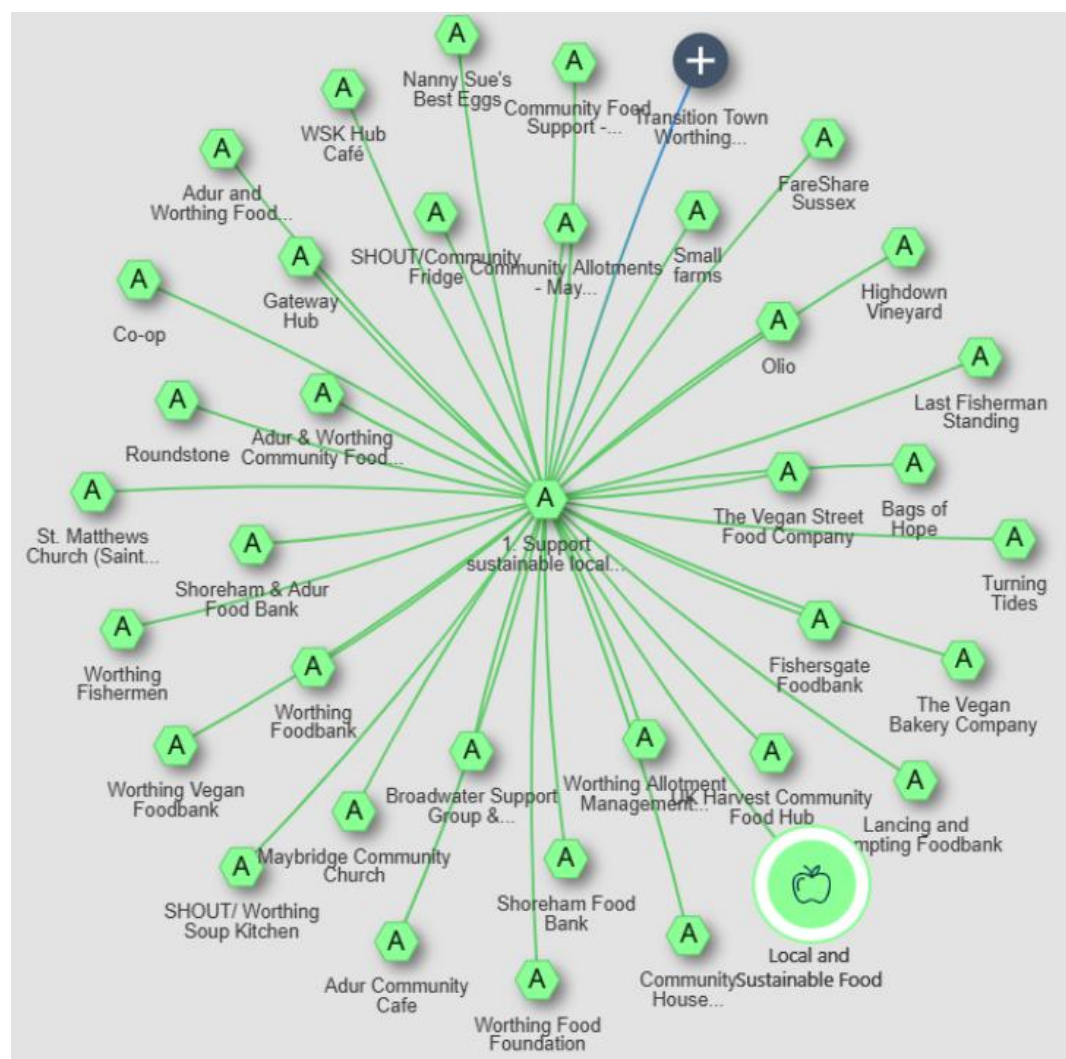 A
Nanny Sue's
Best Eggs
A
Community Food
Support -...
+
Transition Town
Worthing...
A
WSK Hub
Café
A
FareShare
Sussex
A
Adur and
Worthing Food...
A
SHOUT/Community
Fridge
A
Community Allotments
- May...
A
Small
farms
A
Highdown
Vineyard
A
Gateway
Hub
A
Co-op
A
Olio
A
Last Fisherman
Standing
A
Roundstone
A
Adur & Worthing
Community Food...
A
The Vegan Street
Food Company
A
Bags of
Hope
A
St. Matthews
Church (Saint...
A
1. Support
sustainable local...
A
Shoreham & Adur
Food Bank
A
Turning
Tides
A
Worthing
Fishermen
A
Fishersgate
Foodbank
A
The Vegan
Bakery Company
A
Worthing
Foodbank
A
Worthing Vegan
Foodbank
A
Broadwater Support
Group &...
A
Worthing Allotment
Management...
A
UK Harvest Community
Food Hub
A
Lancing and
mpting Foodbank
A
Maybridge Community
Church
A
SHOUT/ Worthing
Soup Kitchen
A
Shoreham Food
Bank
Local and
Sustainable Food
A
Adur Community
Cafe
A
Community
House...
A
Worthing Food
Foundation